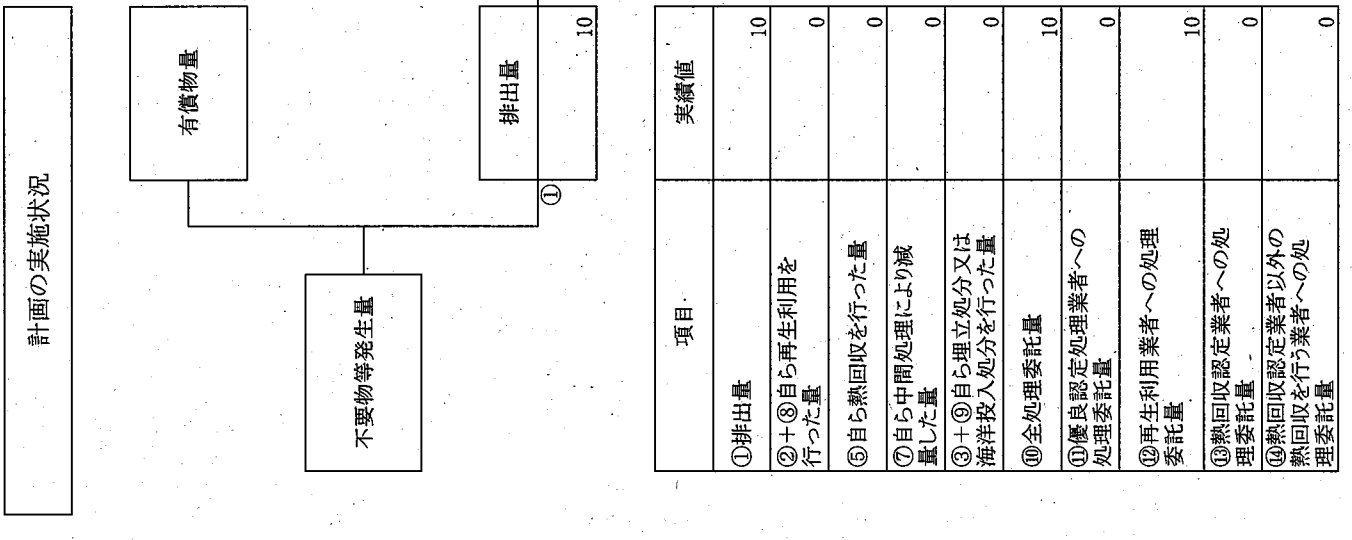 計画の実施状況
有償物量
不要物等発生量
排出量
①
10
項目
実績値
①排出量
10
②+⑧自ら再生利用を
行った量
0
⑤自ら熱回収を行った量
0
⑦自ら中間処理により減
量した量
0
③+⑨自ら埋立処分又は
海洋投入処分を行った量
0
⑩全処理委託量
10
⑪優良認定処理業者への
処理委託量
0
⑫再生利用業者への処理
委託量
10
⑬熱回収認定業者への処
理委託量
0
⑭熱回収認定業者以外の
熱回収を行う業者への処
理委託量
0